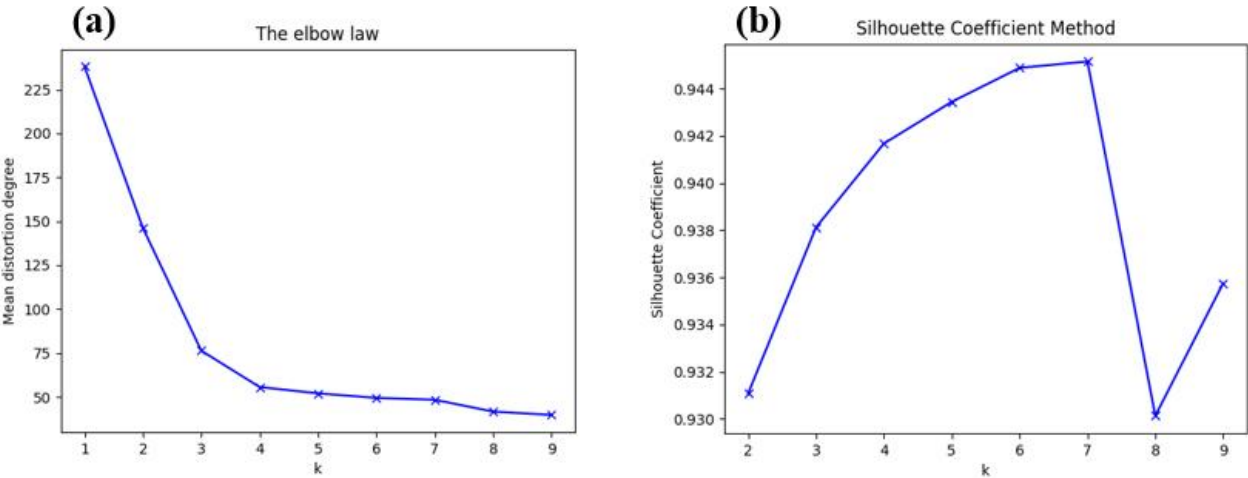 (a)
The elbow law
Mean distortion degree
225
200
175
150
125
100
75
50
1 2 3 4 5 6 7 8 9
k
(b)
Silhouette Coefficient Method
Silhouette Coefficient
0.944
0.942
0.940
0.938
0.936
0.934
0.932
0.930
2 3 4 5 6 7 8 9
k